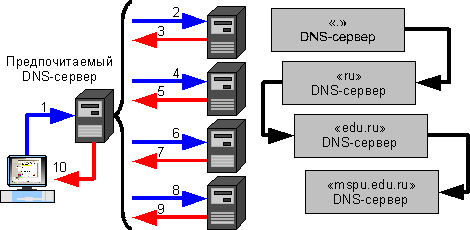 Предпочитаемый
DNS-сервер
1
10
2
3
4
5
6
7
8
9
«.»
DNS-сервер
«ru»
DNS-сервер
«edu.ru»
DNS-сервер
«mspu.edu.ru»
DNS-сервер